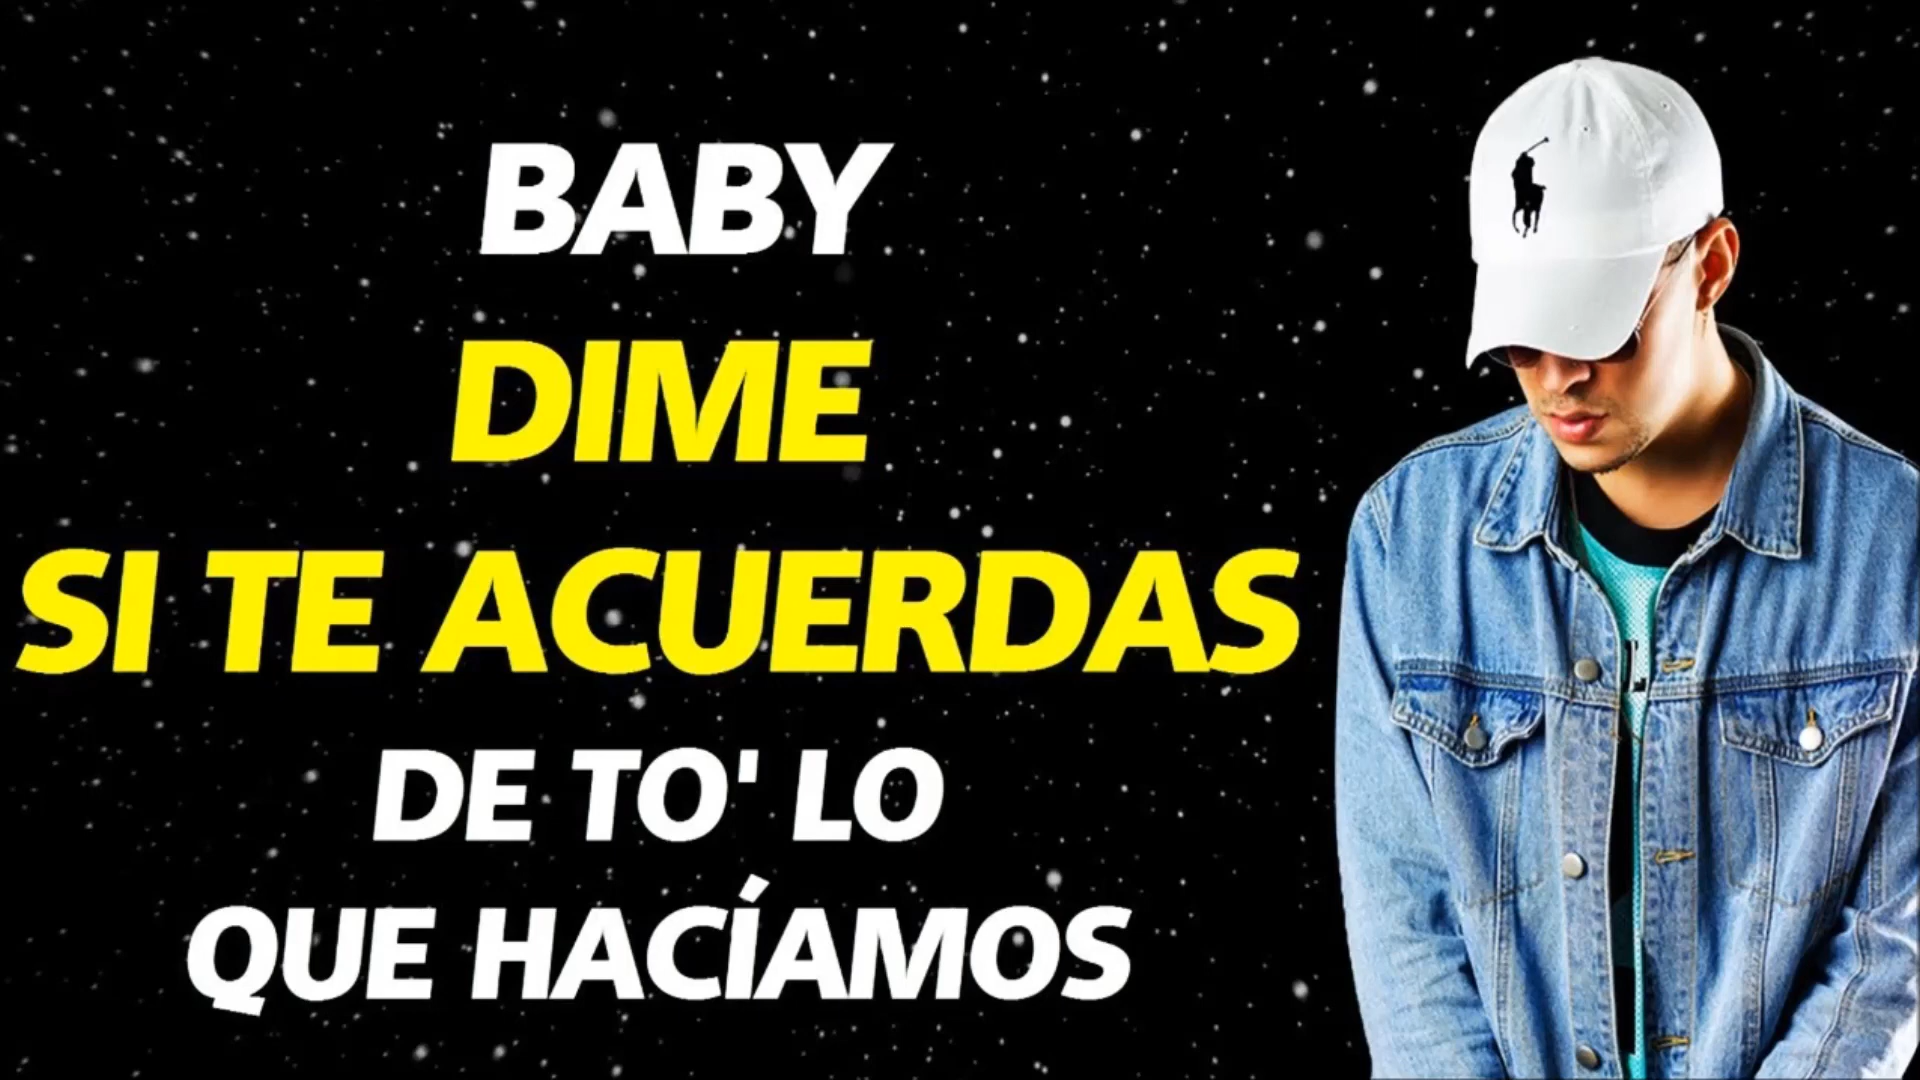 BABY
DIME
SI TE ACUERDAS
DE TO' LO
QUE HACÍAMOS